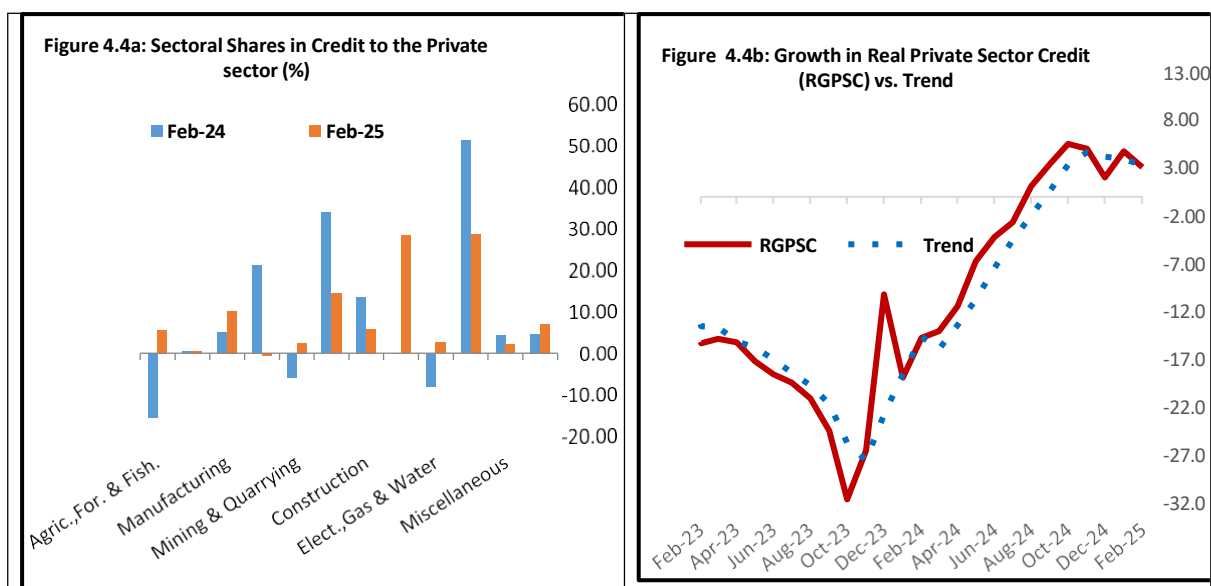 Figure 4.4a: Sectoral Shares in Credit to the Private
sector (%)
Feb-24
Feb-25
60.00
50.00
40.00
30.00
20.00
10.00
0.00
-10.00
-20.00
Agric.,For. & Fish.
Manufacturing
Mining & Quarrying
Construction
Elect.,Gas & Water
Miscellaneous
Figure 4.4b: Growth in Real Private Sector Credit
(RGPSC) vs. Trend
RGPSC
Trend
13.00
8.00
3.00
-2.00
-7.00
-12.0
-17.0
-22.0
-27.0
-32.0
Feb-23
Apr-23
Jun-23
Aug-23
Oct-23
Dec-23
Feb-24
Apr-24
Jun-24
Aug-24
Oct-24
Dec-24
Feb-25